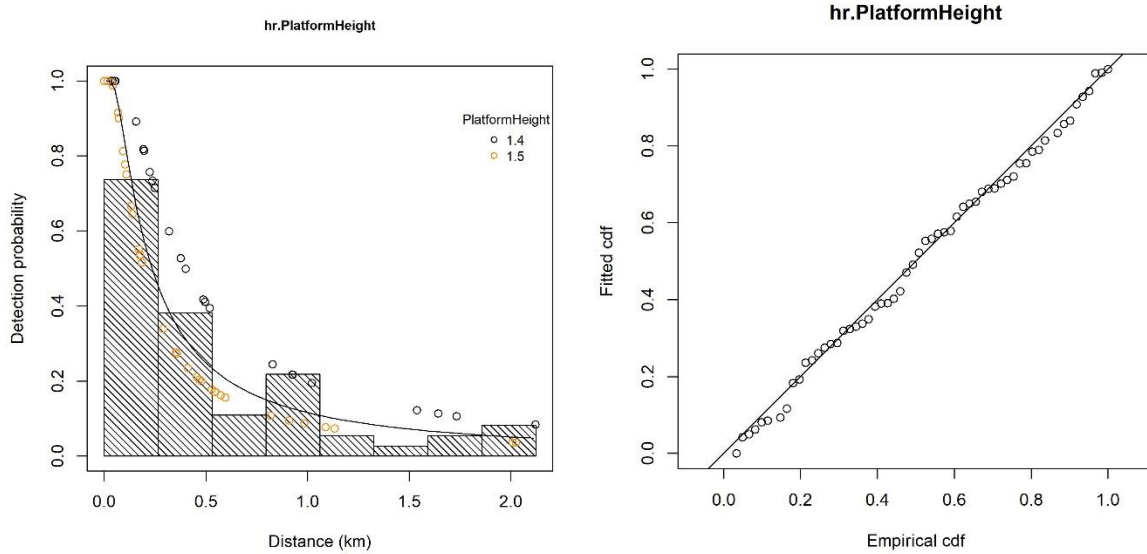 hr.PlatformHeight
Detection probability
1.0
0.8
0.6
0.4
0.2
0.0
PlatformHeight
1.4
1.5
0.0 0.5 1.0 1.5 2.0
Distance (km)
hr.PlatformHeight
Fitted cdf
1.0
0.8
0.6
0.4
0.2
0.0
0.0 0.2 0.4 0.6 0.8 1.0
Empirical cdf